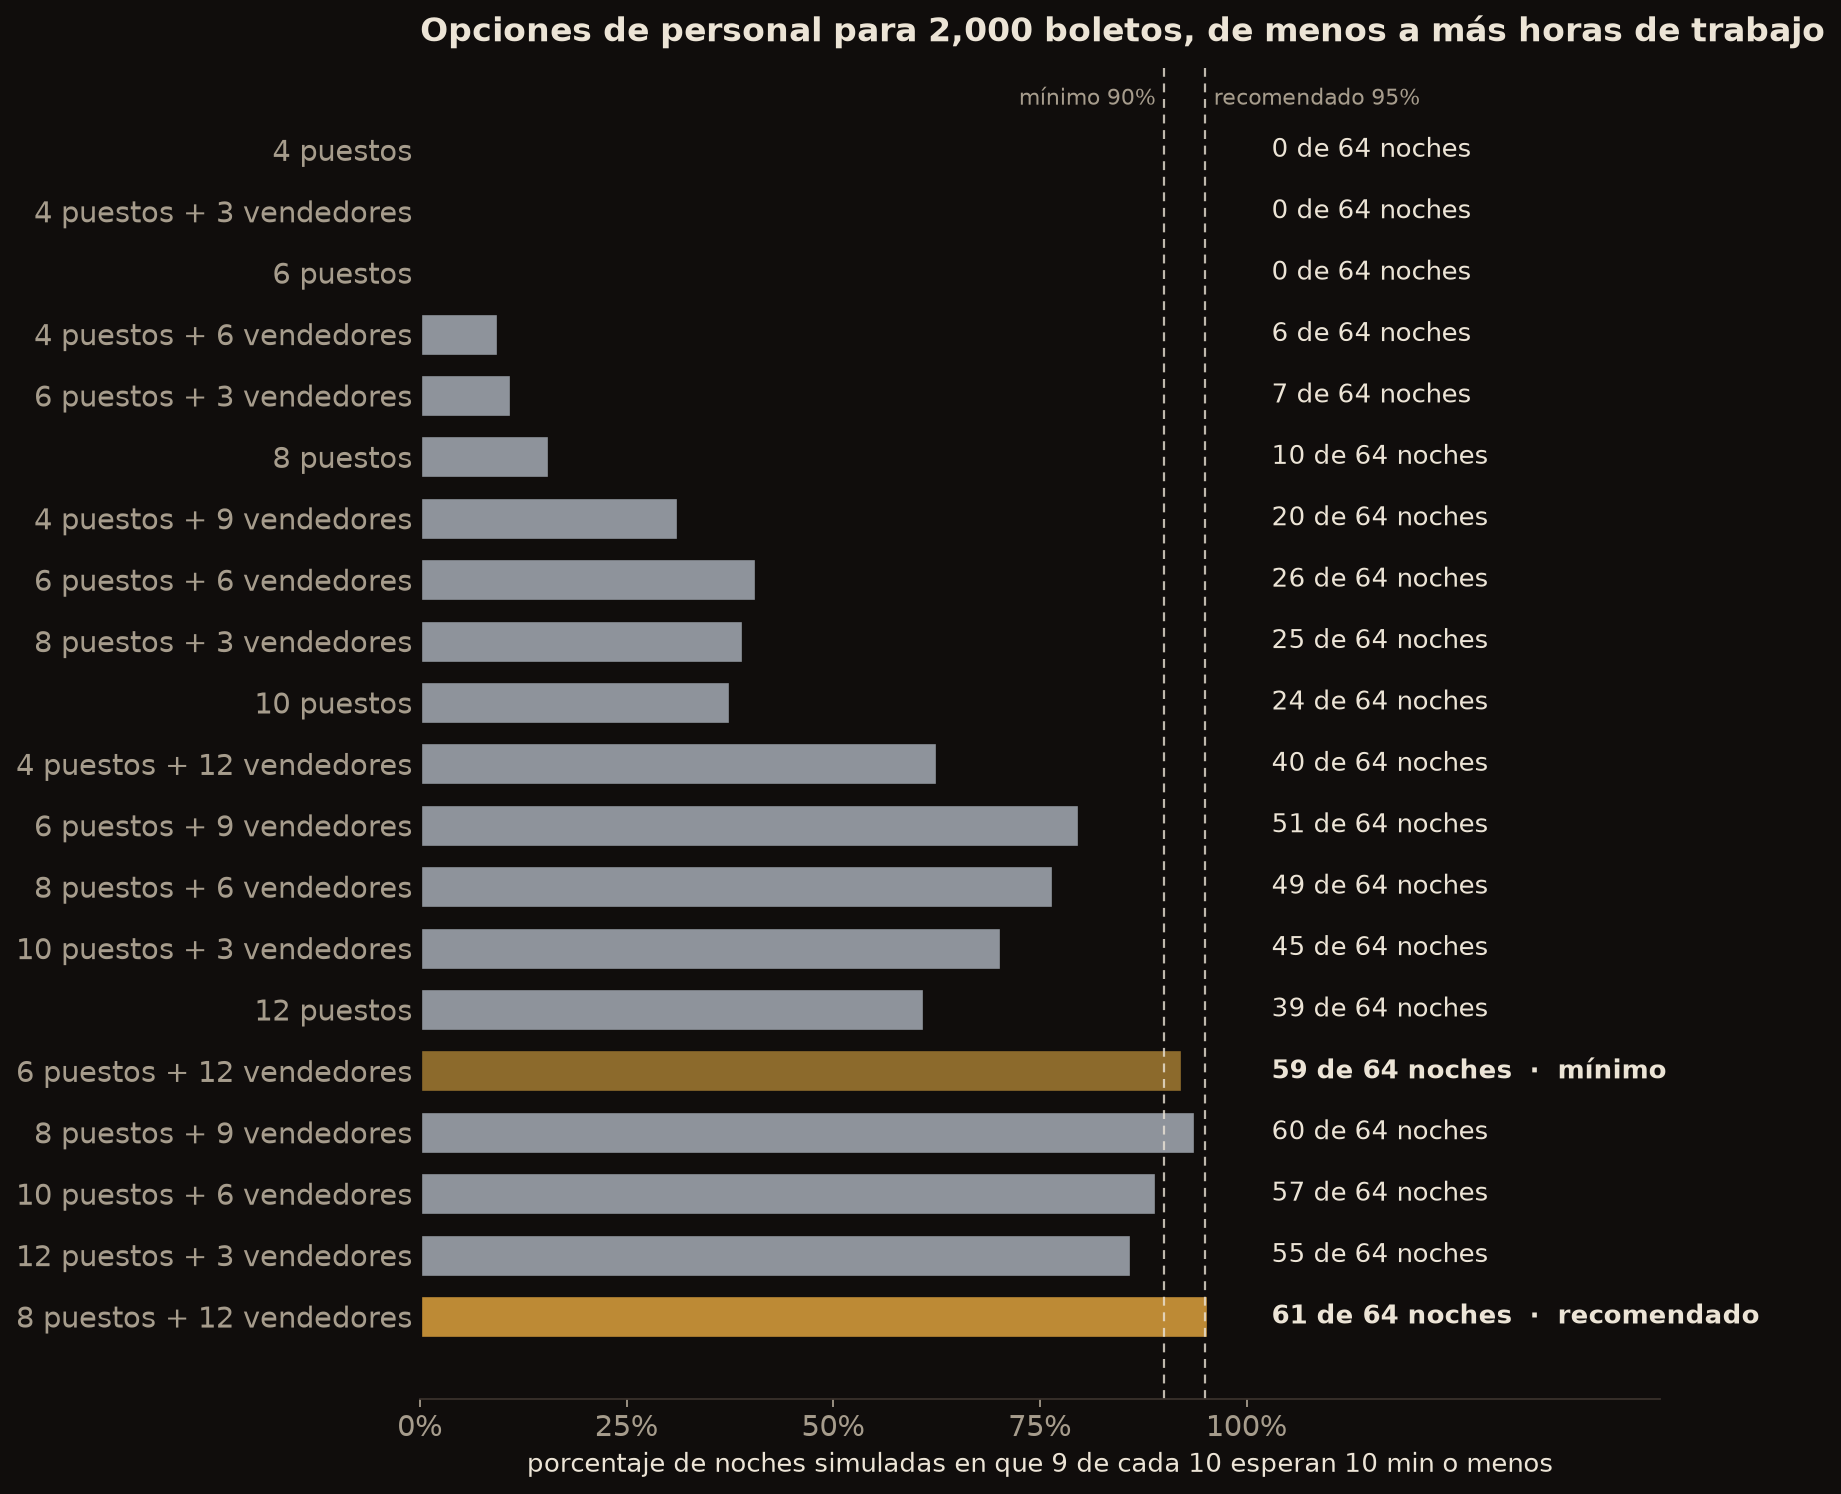 Opciones de personal para 2,000 boletos, de menos a más horas de trabajo
mínimo 90% recomendado 95%
4 puestos 0 de 64 noches
4 puestos + 3 vendedores 0 de 64 noches
6 puestos 0 de 64 noches
4 puestos + 6 vendedores 6 de 64 noches
6 puestos + 3 vendedores 7 de 64 noches
8 puestos 10 de 64 noches
4 puestos + 9 vendedores 20 de 64 noches
6 puestos + 6 vendedores 26 de 64 noches
8 puestos + 3 vendedores 25 de 64 noches
10 puestos 24 de 64 noches
4 puestos + 12 vendedores 40 de 64 noches
6 puestos + 9 vendedores 51 de 64 noches
8 puestos + 6 vendedores 49 de 64 noches
10 puestos + 3 vendedores 45 de 64 noches
12 puestos 39 de 64 noches
6 puestos + 12 vendedores 59 de 64 noches · mínimo
8 puestos + 9 vendedores 60 de 64 noches
10 puestos + 6 vendedores 57 de 64 noches
12 puestos + 3 vendedores 55 de 64 noches
8 puestos + 12 vendedores 61 de 64 noches · recomendado
0% 25% 50% 75% 100%
porcentaje de noches simuladas en que 9 de cada 10 esperan 10 min o menos